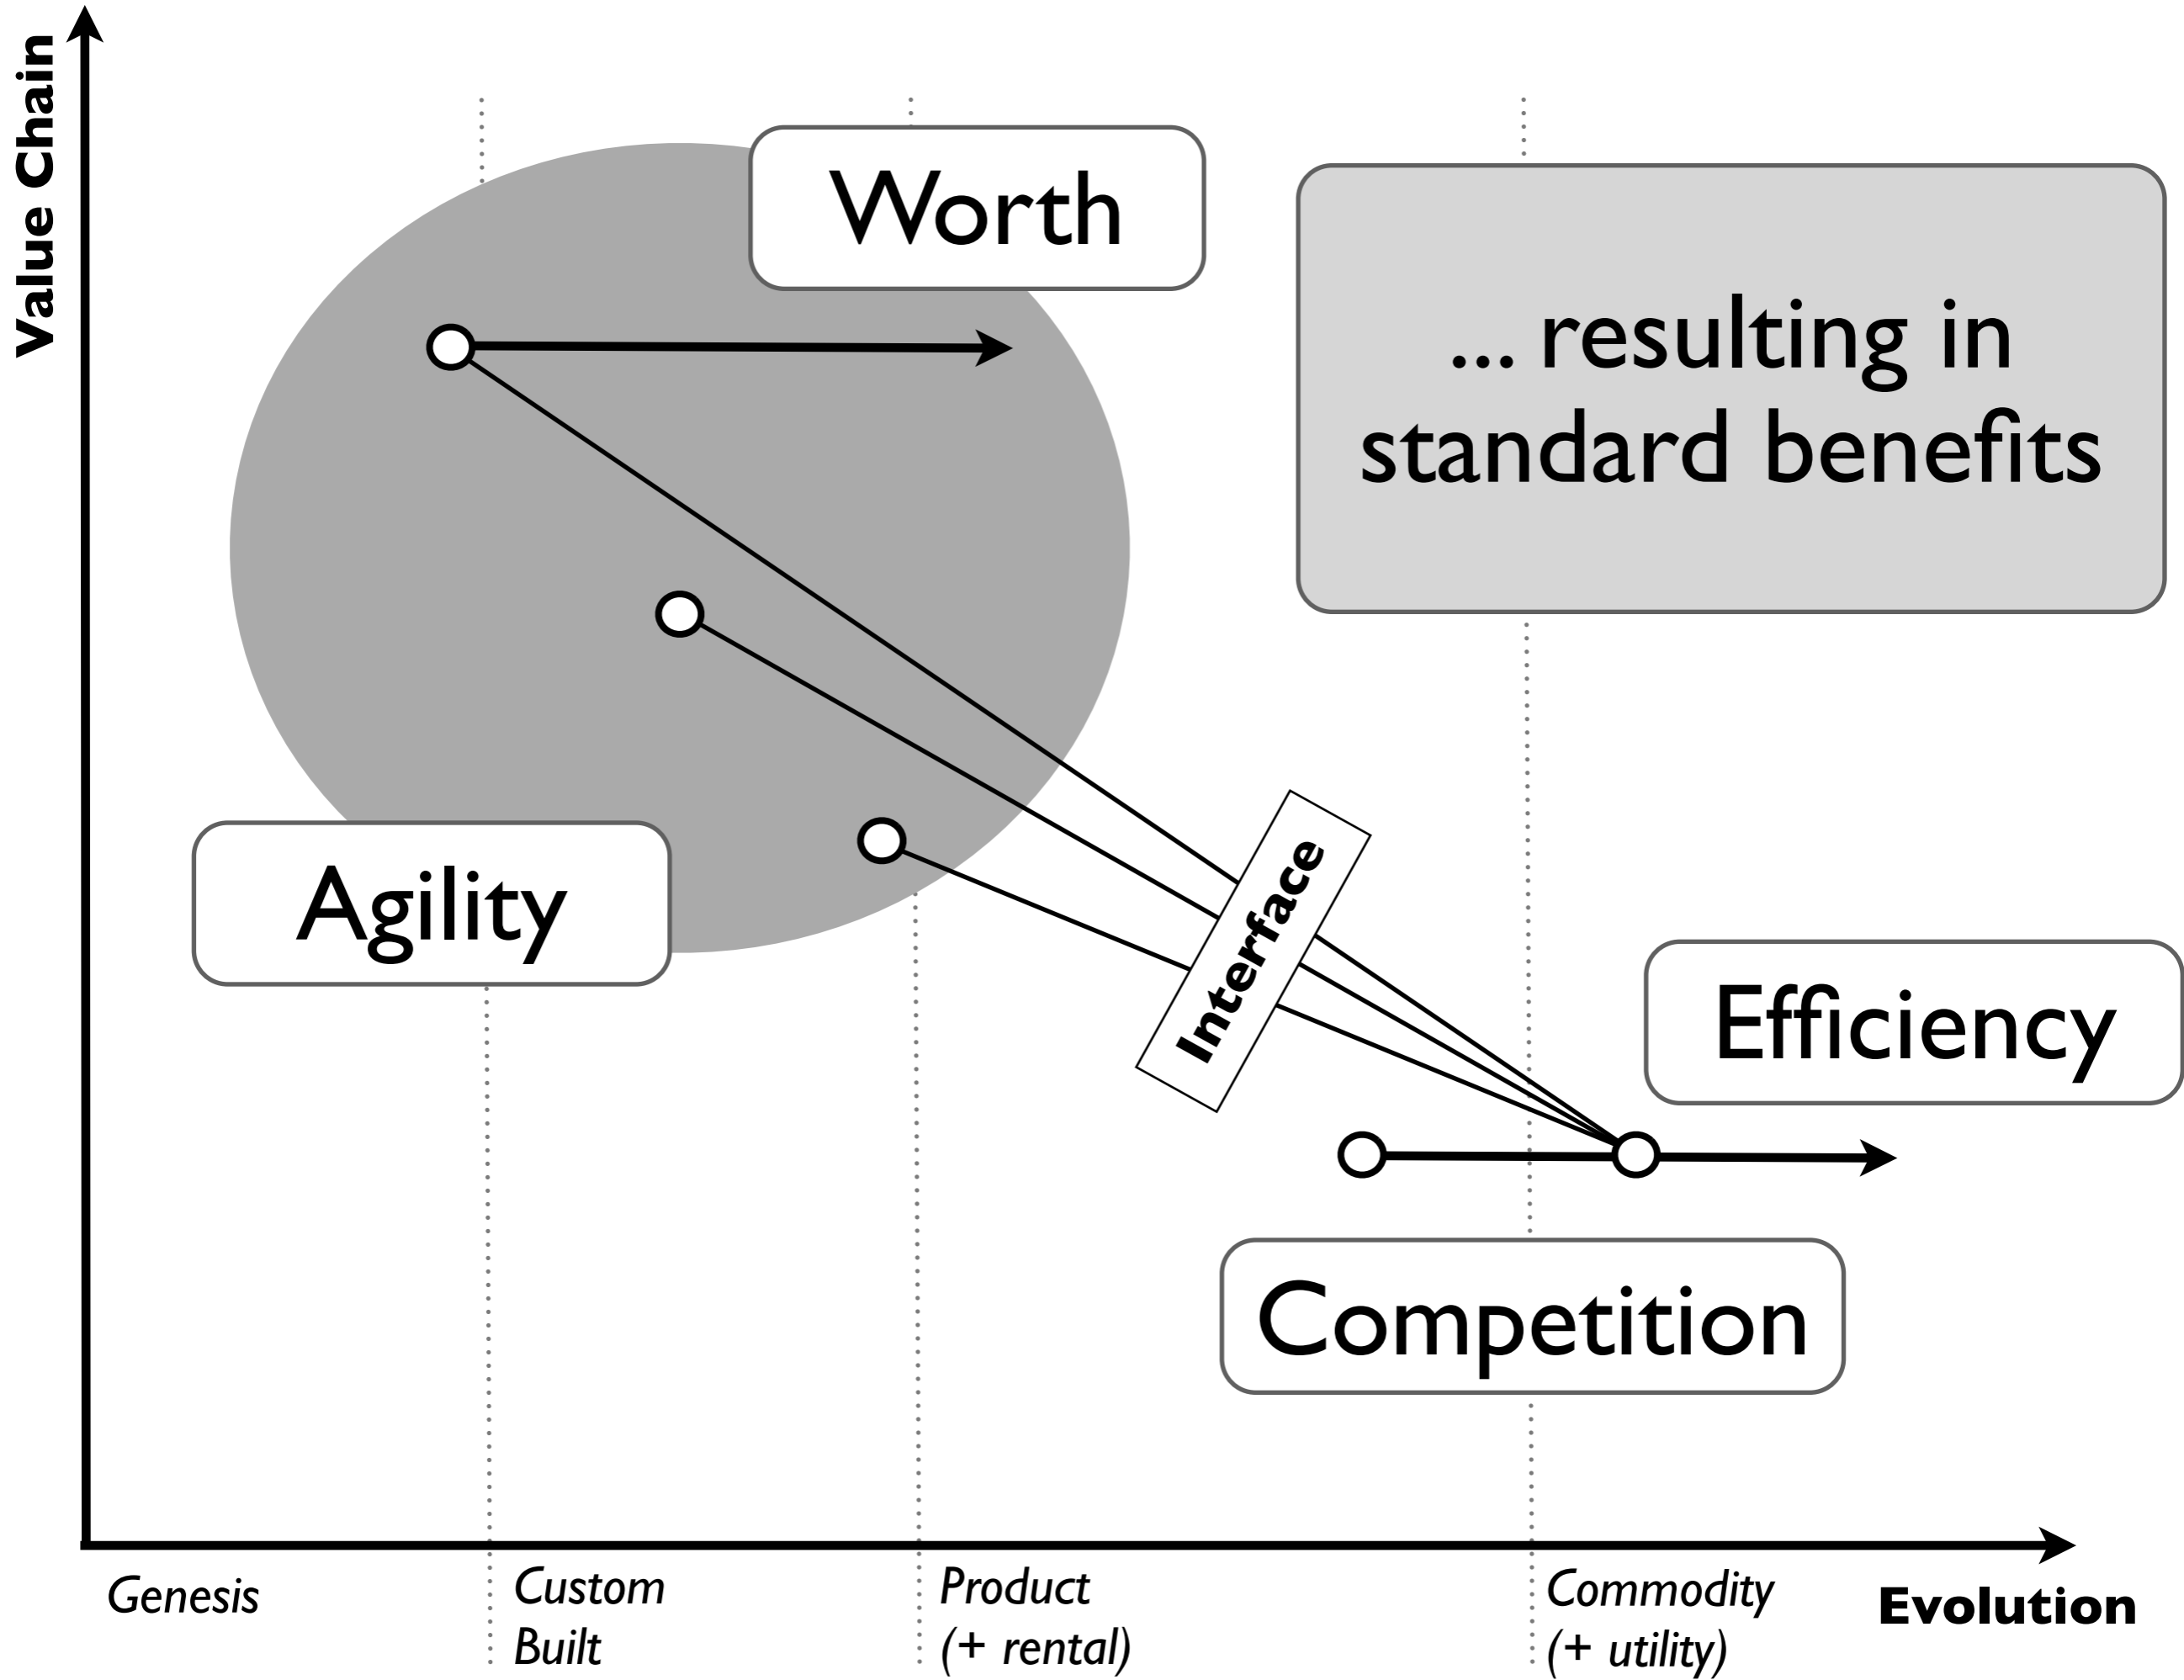 Value Chain
Worth
... resulting in
standard benefits
Agility
Interface
Efficiency
Competition
Genesis
Custom
Built
Product
(+ rental)
Commodity
(+ utility)
Evolution